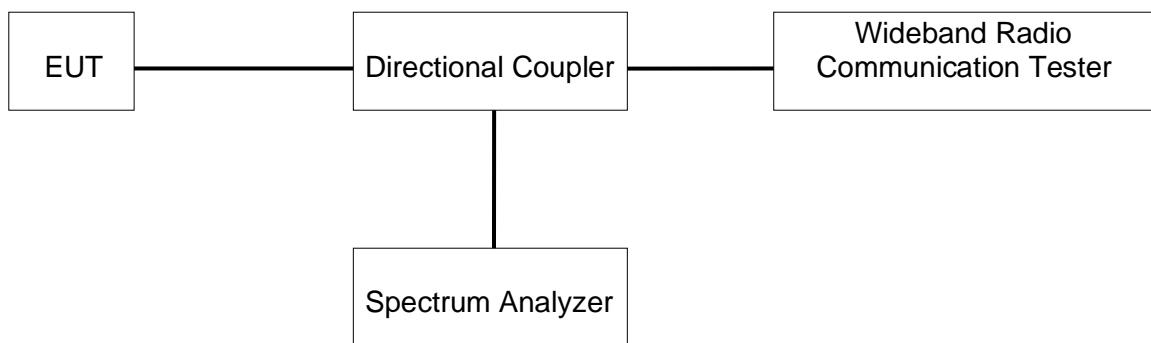 EUT
Directional Coupler
Wideband Radio
Communication Tester
Spectrum Analyzer